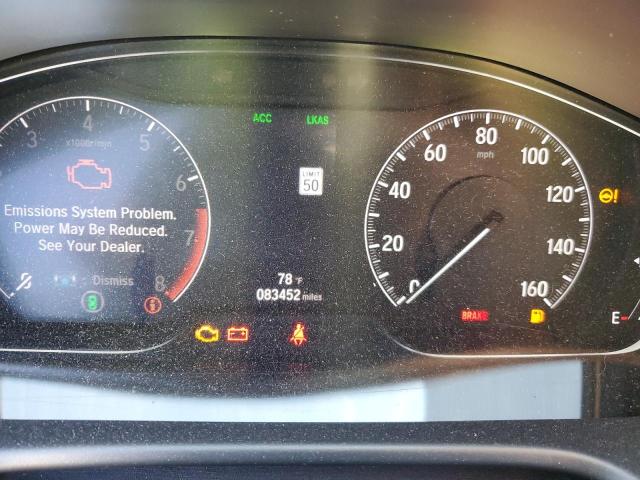 3 4 5 6 7 8
x1000r/min
Emissions System Problem.
Power May Be Reduced.
See Your Dealer.
Dismiss
ACC LKAS
LIMIT
50
78 °F
083452 miles
0 20 40 60 80 100 120 140 160
mph
BRAKE
E